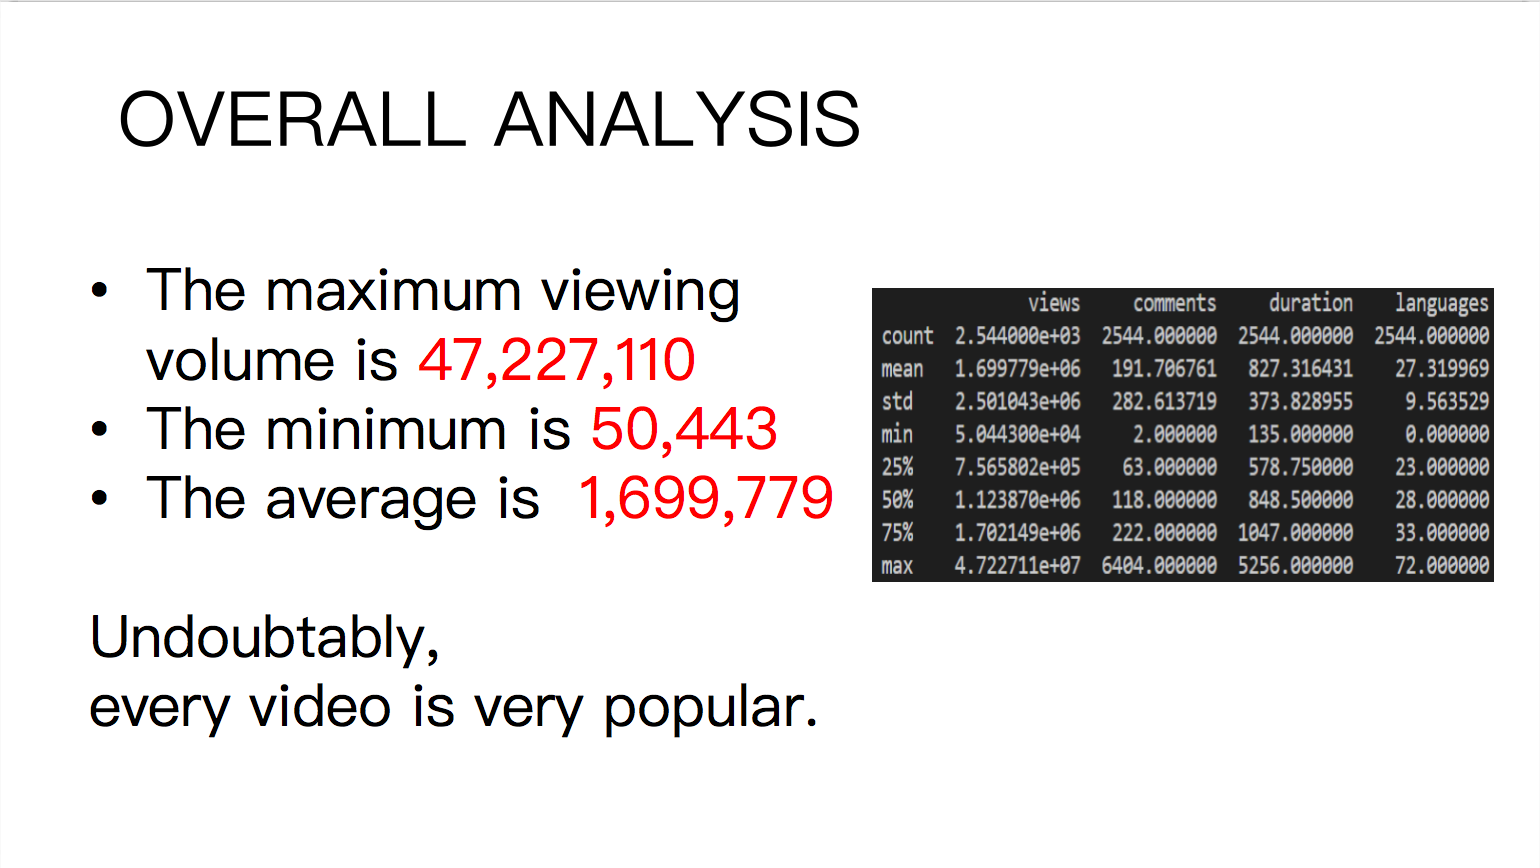 OVERALL ANALYSIS
• The maximum viewing
volume is 47,227,110
• The minimum is 50,443
• The average is 1,699,779
Undoubtably,
every video is very popular.
views comments duration languages
count 2.544000e+03 2544.000000 2544.000000 2544.000000
mean 1.699779e+06 191.706761 827.316431 27.319969
std 2.501043e+06 282.613719 373.828955 9.563529
min 5.044300e+04 2.000000 135.000000 0.000000
25% 7.565802e+05 63.000000 578.750000 23.000000
50% 1.123870e+06 118.000000 848.500000 28.000000
75% 1.702149e+06 222.000000 1047.000000 33.000000
max 4.722711e+07 6404.000000 5256.000000 72.000000